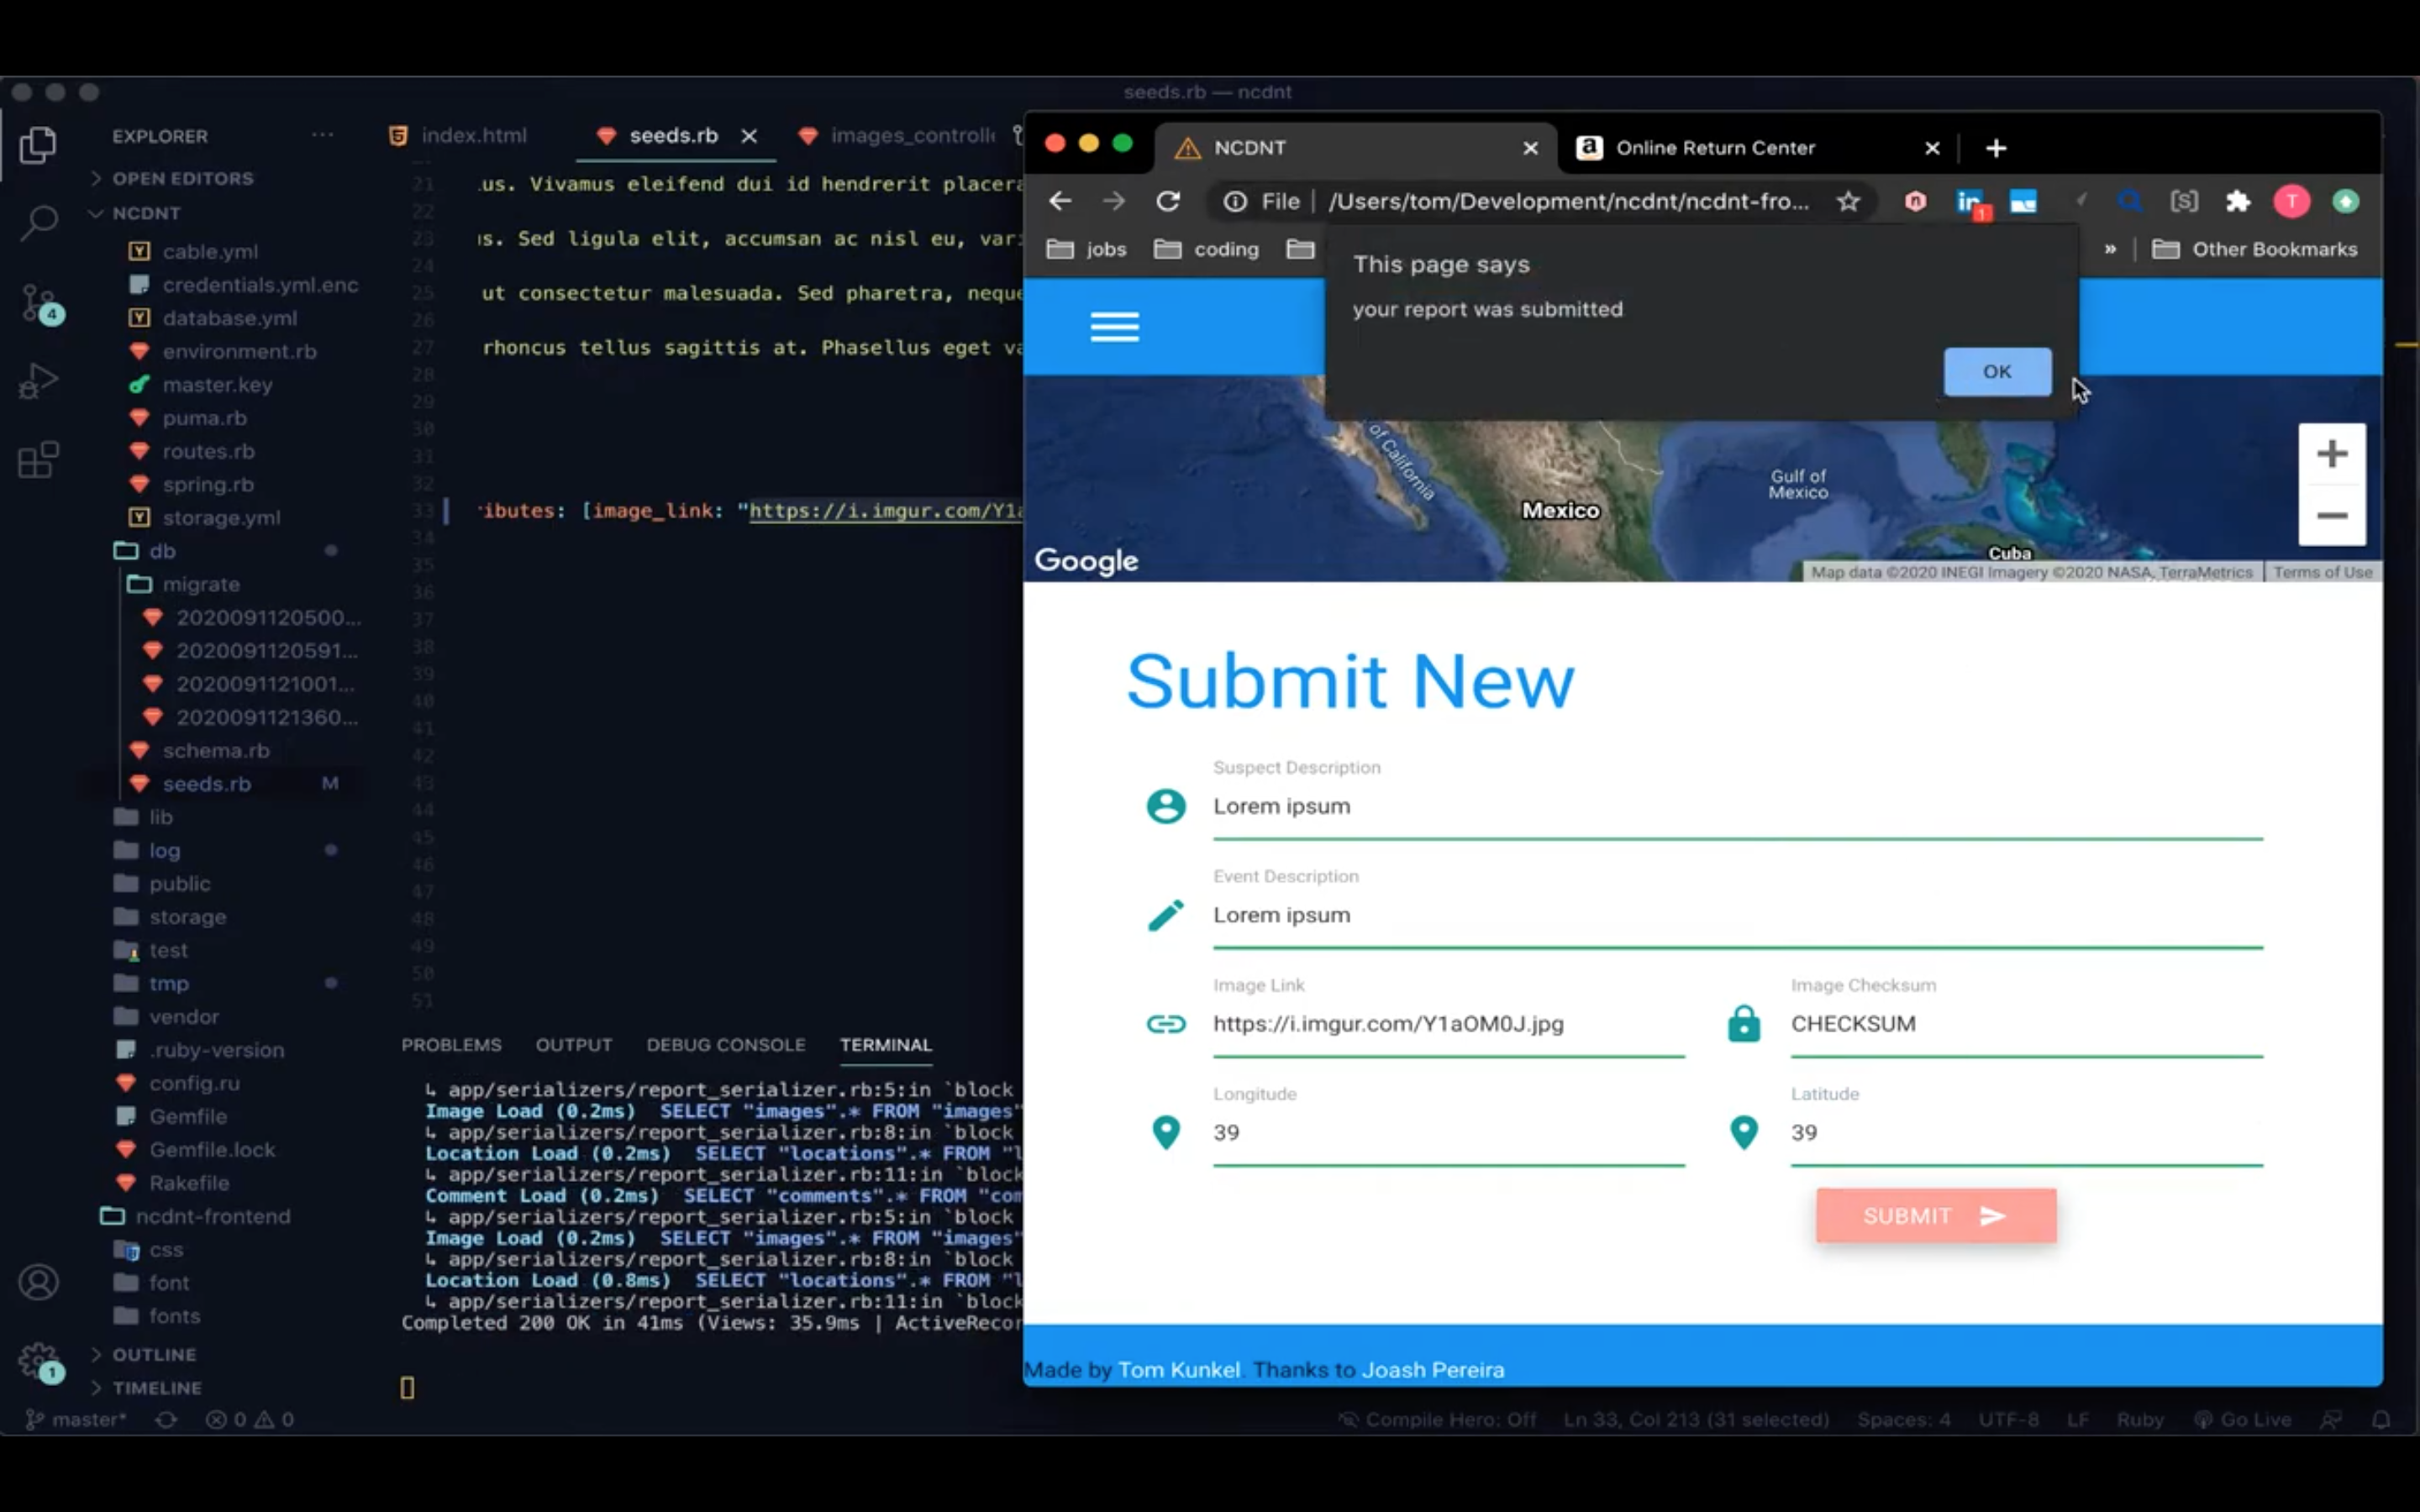 seeds.rb — ncdnt
EXPLORER
index.html
seeds.rb
images_controll
OPEN EDITORS
NCDNT
cable.yml
credentials.yml.enc
database.yml
environment.rb
master.key
puma.rb
routes.rb
spring.rb
storage.yml
db
migrate
2020091120500...
2020091120591...
2020091121001...
2020091121360...
schema.rb
seeds.rb M
lib
log
public
storage
test
tmp
vendor
.ruby-version
config.ru
Gemfile
Gemfile.lock
Rakefile
ncdnt-frontend
css
font
fonts
OUTLINE
TIMELINE
4
1
21 us. Vivamus eleifend dui id hendrerit placera
22
23 s. Sed ligula elit, accumsan ac nisl eu, var
24
25 ut consectetur malesuada. Sed pharetra, neque
26
27 rhoncus tellus sagittis at. Phasellus eget va
28
29
30
31
32
33 ibutes: [image_link: "https://i.imgur.com/Y1a
34
35
36
37
38
39
40
41
42
43
44
45
46
47
48
49
50
51
PROBLEMS OUTPUT DEBUG CONSOLE TERMINAL
↳ app/serializers/report_serializer.rb:5:in `block
Image Load (0.2ms) SELECT "images".* FROM "images"
↳ app/serializers/report_serializer.rb:8:in `block
Location Load (0.2ms) SELECT "locations".* FROM "l
↳ app/serializers/report_serializer.rb:11:in `block
Comment Load (0.2ms) SELECT "comments".* FROM "com
↳ app/serializers/report_serializer.rb:5:in `block
Image Load (0.2ms) SELECT "images".* FROM "images"
↳ app/serializers/report_serializer.rb:8:in `block
Location Load (0.8ms) SELECT "locations".* FROM "l
↳ app/serializers/report_serializer.rb:11:in `block
Completed 200 OK in 41ms (Views: 35.9ms | ActiveRecor
master* 0 0 Compile Hero: Off Ln 33, Col 213 (31 selected) Spaces: 4 UTF-8 LF Ruby Go Live
NCDNT
Online Return Center
File /Users/tom/Development/ncdnt/ncdnt-fro...
n
in
1
[S]
T
jobs
coding
» Other Bookmarks
This page says
your report was submitted
OK
of California
Gulf of
Mexico
Mexico
Cuba
+
−
Google
Map data ©2020 INEGI Imagery ©2020 NASA, TerraMetrics
Terms of Use
Submit New
Suspect Description
Lorem ipsum
Event Description
Lorem ipsum
Image Link
https://i.imgur.com/Y1aOM0J.jpg
Image Checksum
CHECKSUM
Longitude
39
Latitude
39
SUBMIT
Made by Tom Kunkel. Thanks to Joash Pereira